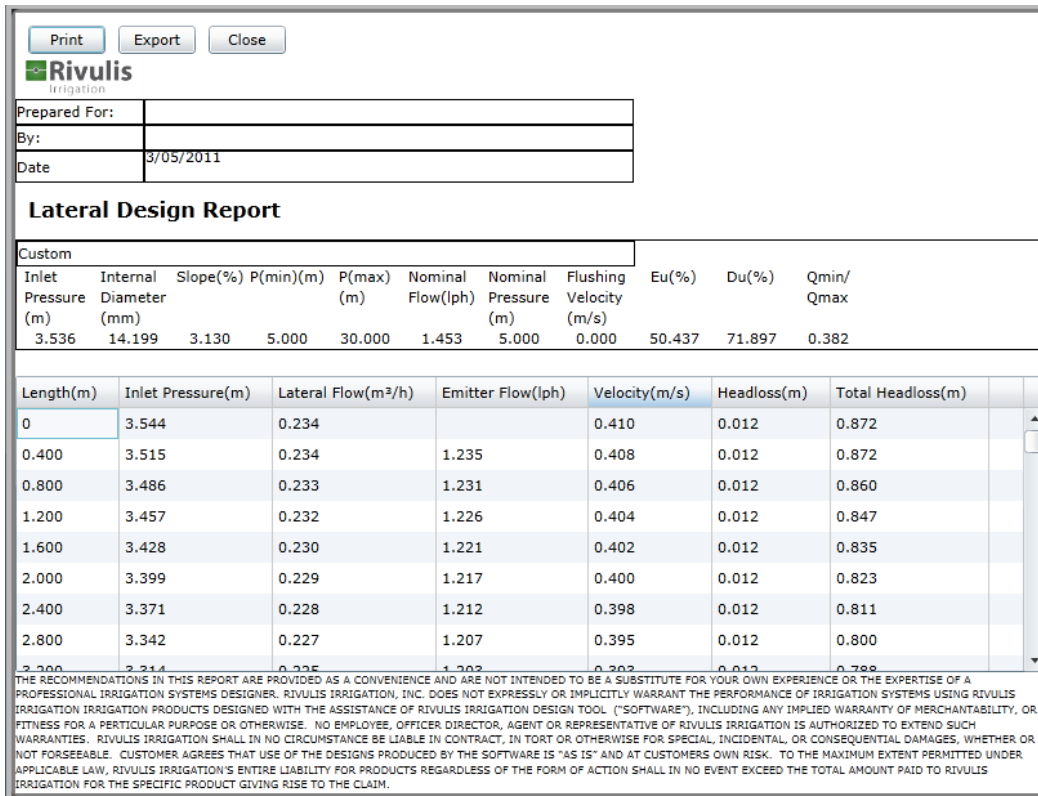 Print Export Close
Rivulis
Irrigation
Prepared For:
By:
Date 3/05/2011
Lateral Design Report
Custom
Inlet Internal Slope(%) P(min)(m) P(max) Nominal Nominal Flushing Eu(%) Du(%) Qmin/
Pressure Diameter (m) Flow(lph) Pressure Velocity Qmax
(m) (mm) (m) (m/s)
3.536 14.199 3.130 5.000 30.000 1.453 5.000 0.000 50.437 71.897 0.382
Length(m) Inlet Pressure(m) Lateral Flow(m³/h) Emitter Flow(lph) Velocity(m/s) Headloss(m) Total Headloss(m)
0 3.544 0.234 0.410 0.012 0.872
0.400 3.515 0.234 1.235 0.408 0.012 0.872
0.800 3.486 0.233 1.231 0.406 0.012 0.860
1.200 3.457 0.232 1.226 0.404 0.012 0.847
1.600 3.428 0.230 1.221 0.402 0.012 0.835
2.000 3.399 0.229 1.217 0.400 0.012 0.823
2.400 3.371 0.228 1.212 0.398 0.012 0.811
2.800 3.342 0.227 1.207 0.395 0.012 0.800
3.200 3.314 0.225 1.203 0.393 0.012 0.788
THE RECOMMENDATIONS IN THIS REPORT ARE PROVIDED AS A CONVENIENCE AND ARE NOT INTENDED TO BE A SUBSTITUTE FOR YOUR OWN EXPERIENCE OR THE EXPERTISE OF A
PROFESSIONAL IRRIGATION SYSTEMS DESIGNER. RIVULIS IRRIGATION, INC. DOES NOT EXPRESSLY OR IMPLICITLY WARRANT THE PERFORMANCE OF IRRIGATION SYSTEMS USING RIVULIS
IRRIGATION IRRIGATION PRODUCTS DESIGNED WITH THE ASSISTANCE OF RIVULIS IRRIGATION DESIGN TOOL ("SOFTWARE"), INCLUDING ANY IMPLIED WARRANTY OF MERCHANTABILITY, OR
FITNESS FOR A PERTICULAR PURPOSE OR OTHERWISE. NO EMPLOYEE, OFFICER DIRECTOR, AGENT OR REPRESENTATIVE OF RIVULIS IRRIGATION IS AUTHORIZED TO EXTEND SUCH
WARRANTIES. RIVULIS IRRIGATION SHALL IN NO CIRCUMSTANCE BE LIABLE IN CONTRACT, IN TORT OR OTHERWISE FOR SPECIAL, INCIDENTAL, OR CONSEQUENTIAL DAMAGES, WHETHER OR
NOT FORSEEABLE. CUSTOMER AGREES THAT USE OF THE DESIGNS PRODUCED BY THE SOFTWARE IS "AS IS" AND AT CUSTOMERS OWN RISK. TO THE MAXIMUM EXTENT PERMITTED UNDER
APPLICABLE LAW, RIVULIS IRRIGATION'S ENTIRE LIABILITY FOR PRODUCTS REGARDLESS OF THE FORM OF ACTION SHALL IN NO EVENT EXCEED THE TOTAL AMOUNT PAID TO RIVULIS
IRRIGATION FOR THE SPECIFIC PRODUCT GIVING RISE TO THE CLAIM.